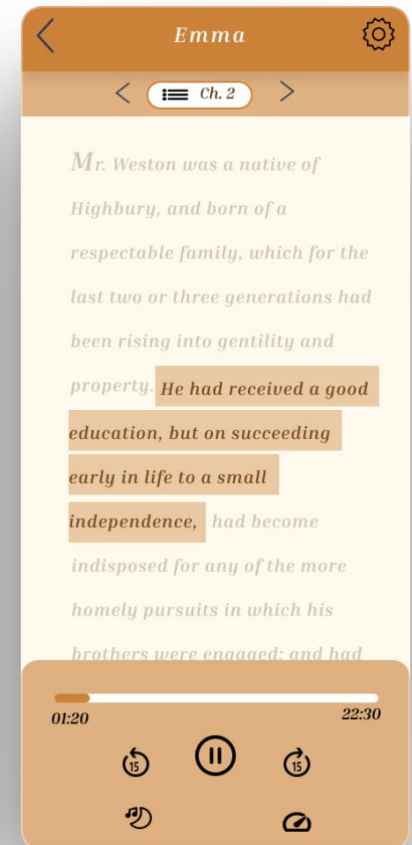 Emma
Ch. 2
Mr. Weston was a native of
Highbury, and born of a
respectable family, which for the
last two or three generations had
been rising into gentility and
property. He had received a good
education, but on succeeding
early in life to a small
independence, had become
indisposed for any of the more
homely pursuits in which his
brothers were engaged; and had
01:20 22:30
15 15